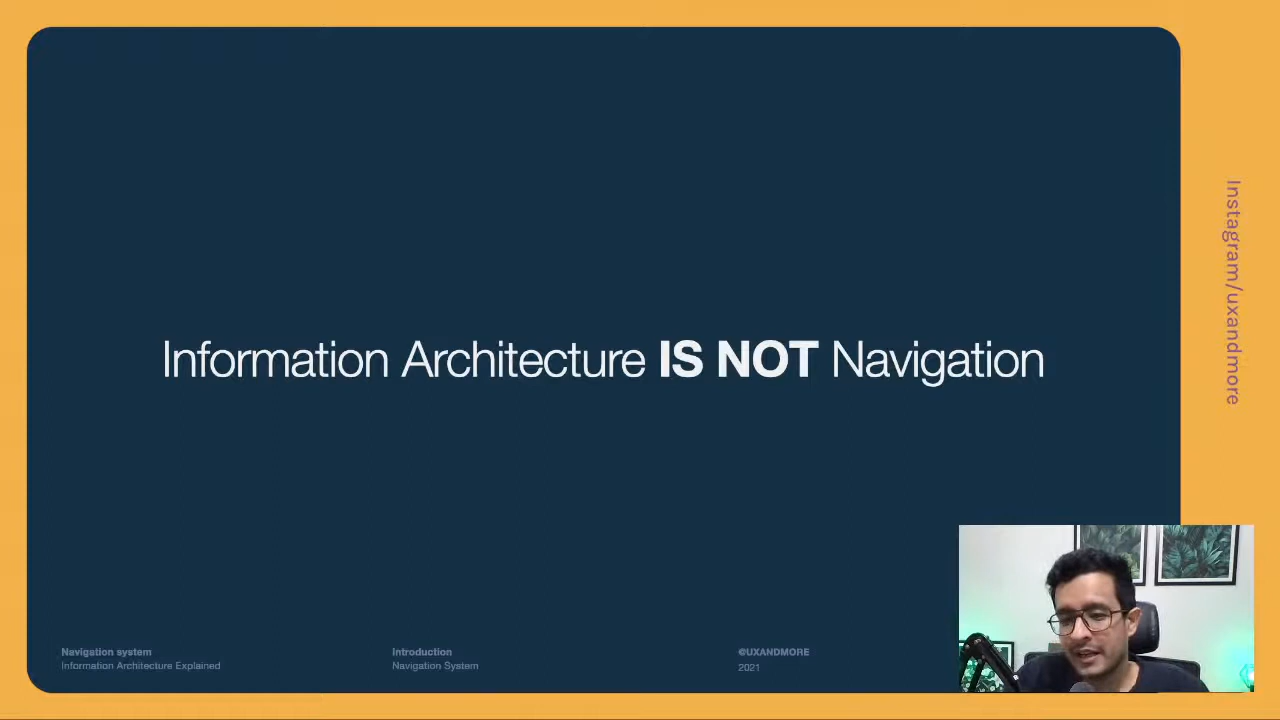 Information Architecture IS NOT Navigation
Instagram/uxandmore
Navigation system
Information Architecture Explained
Introduction
Navigation System
@UXANDMORE
2021